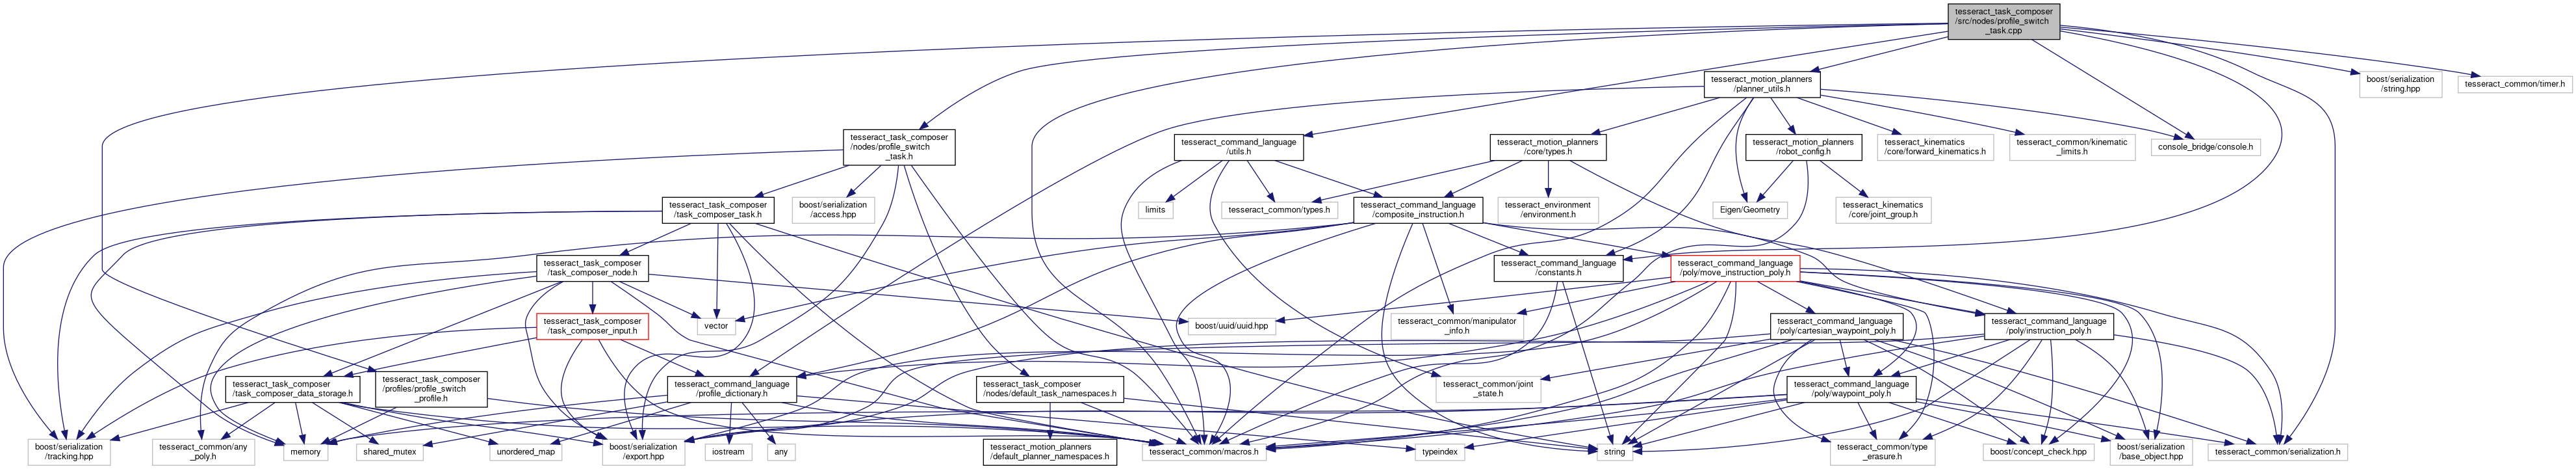 tesseract_task_composer
/src/nodes/profile_switch
_task.cpp
tesseract_motion_planners
/planner_utils.h
boost/serialization
/string.hpp
tesseract_common/timer.h
tesseract_task_composer
/nodes/profile_switch
_task.h
tesseract_command_language
/utils.h
tesseract_motion_planners
/core/types.h
tesseract_motion_planners
/robot_config.h
tesseract_kinematics
/core/forward_kinematics.h
tesseract_common/kinematic
_limits.h
console_bridge/console.h
tesseract_task_composer
/task_composer_task.h
boost/serialization
/access.hpp
limits
tesseract_common/types.h
tesseract_command_language
/composite_instruction.h
tesseract_environment
/environment.h
Eigen/Geometry
tesseract_kinematics
/core/joint_group.h
tesseract_task_composer
/task_composer_node.h
tesseract_command_language
/constants.h
tesseract_command_language
/poly/move_instruction_poly.h
tesseract_task_composer
/task_composer_input.h
vector
boost/uuid/uuid.hpp
tesseract_common/manipulator
_info.h
tesseract_command_language
/poly/cartesian_waypoint_poly.h
tesseract_command_language
/poly/instruction_poly.h
tesseract_task_composer
/task_composer_data_storage.h
tesseract_task_composer
/profiles/profile_switch
_profile.h
tesseract_command_language
/profile_dictionary.h
tesseract_task_composer
/nodes/default_task_namespaces.h
tesseract_common/joint
_state.h
tesseract_command_language
/poly/waypoint_poly.h
boost/serialization
/tracking.hpp
tesseract_common/any
_poly.h
memory
shared_mutex
unordered_map
boost/serialization
/export.hpp
iostream
any
tesseract_motion_planners
/default_planner_namespaces.h
tesseract_common/macros.h
typeindex
string
tesseract_common/type
_erasure.h
boost/concept_check.hpp
boost/serialization
/base_object.hpp
tesseract_common/serialization.h